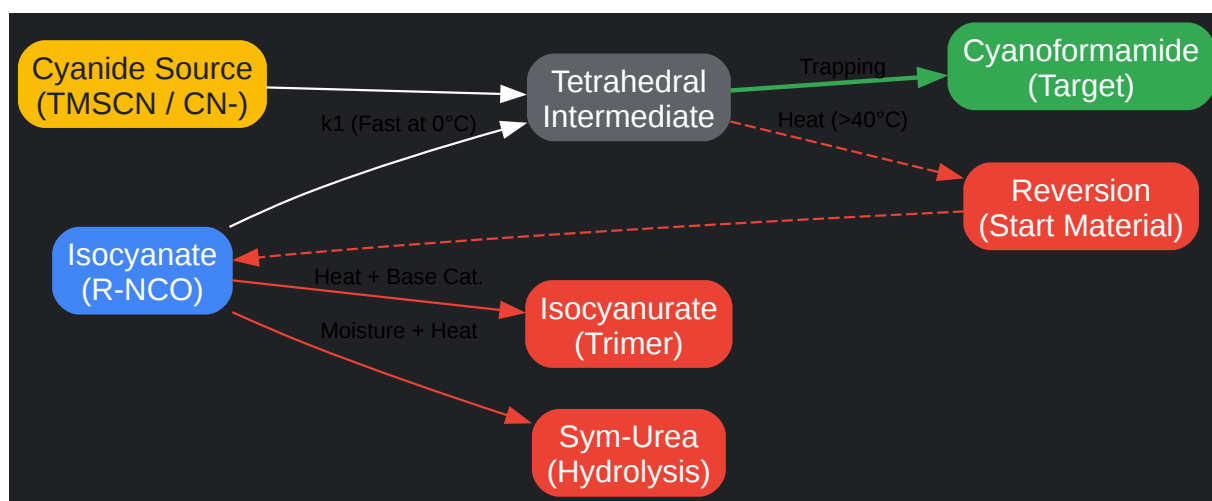 Cyanide Source
(TMSCN / CN-)
Tetrahedral
Intermediate
Trapping
Cyanoformamide
(Target)
k1 (Fast at 0°C)
Heat (>40°C)
Reversion
(Start Material)
Isocyanate
(R-NCO)
Heat + Base Cat.
Isocyanurate
(Trimer)
Moisture + Heat
Sym-Urea
(Hydrolysis)